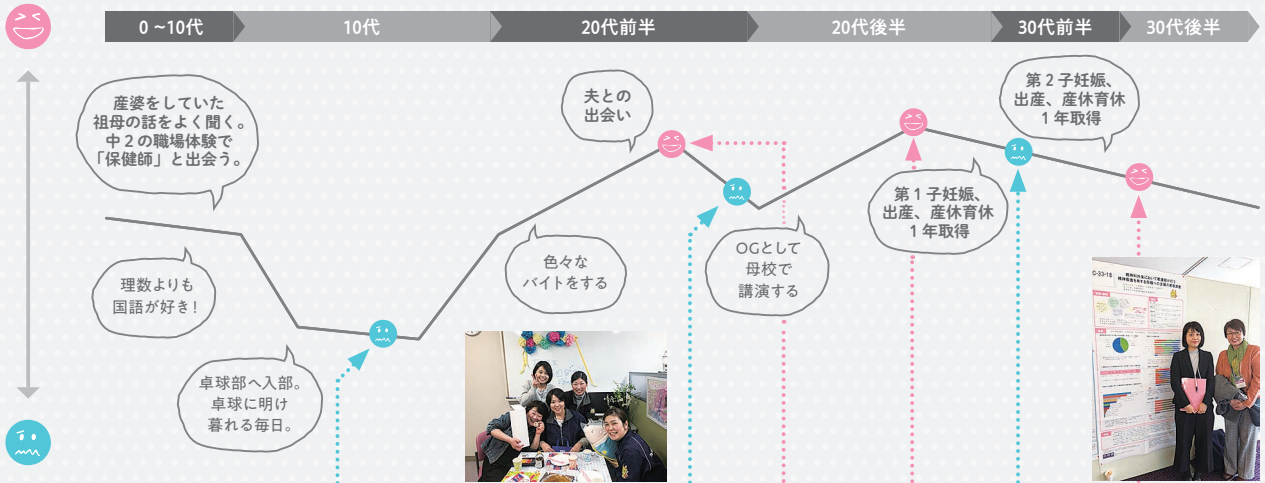 0～10代
10代
20代前半
20代後半
30代前半
30代後半
産婆をしていた
祖母の話をよく聞く。
中２の職場体験で
「保健師」と出会う。
理数よりも
国語が好き！
卓球部へ入部。
卓球に明け
暮れる毎日。
色々な
バイトをする
夫との
出会い
OGとして
母校で
講演する
第１子妊娠、
出産、産休育休
１年取得
第２子妊娠、
出産、産休育休
１年取得
C-33-18